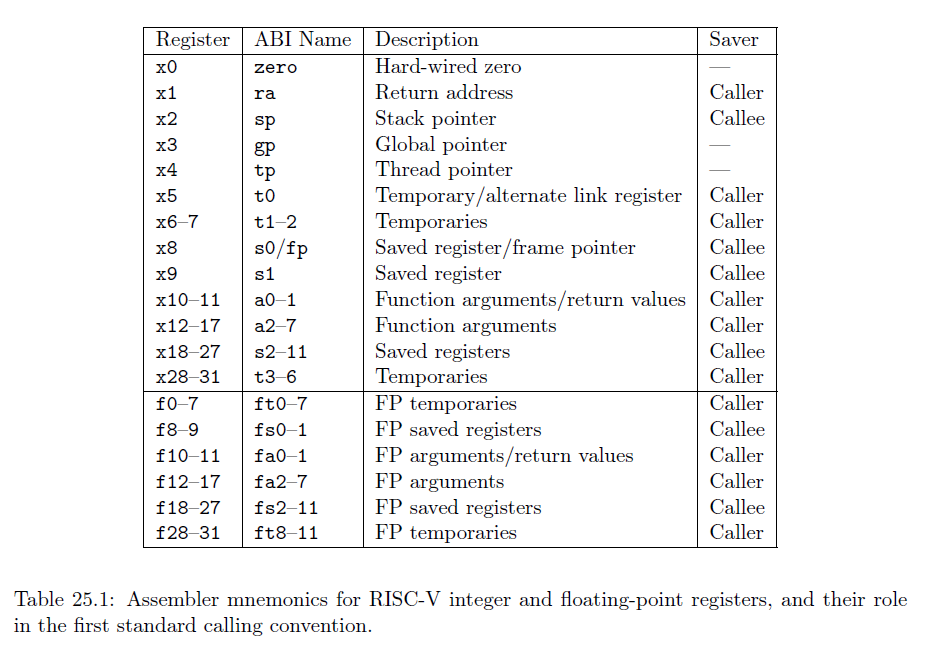 Register ABI Name Description Saver
x0 zero Hard-wired zero —
x1 ra Return address Caller
x2 sp Stack pointer Callee
x3 gp Global pointer —
x4 tp Thread pointer —
x5 t0 Temporary/alternate link register Caller
x6–7 t1–2 Temporaries Caller
x8 s0/fp Saved register/frame pointer Callee
x9 s1 Saved register Callee
x10–11 a0–1 Function arguments/return values Caller
x12–17 a2–7 Function arguments Caller
x18–27 s2–11 Saved registers Callee
x28–31 t3–6 Temporaries Caller
f0–7 ft0–7 FP temporaries Caller
f8–9 fs0–1 FP saved registers Callee
f10–11 fa0–1 FP arguments/return values Caller
f12–17 fa2–7 FP arguments Caller
f18–27 fs2–11 FP saved registers Callee
f28–31 ft8–11 FP temporaries Caller
Table 25.1: Assembler mnemonics for RISC-V integer and floating-point registers, and their role
in the first standard calling convention.